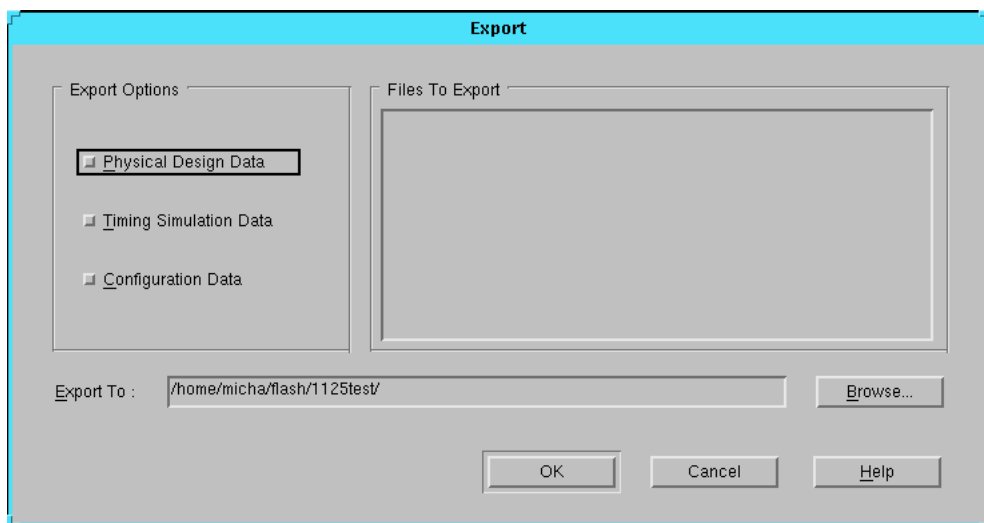 Export
Export Options
Physical Design Data
Timing Simulation Data
Configuration Data
Files To Export
Export To :
/home/micha/flash/1125test/
Browse...
OK
Cancel
Help